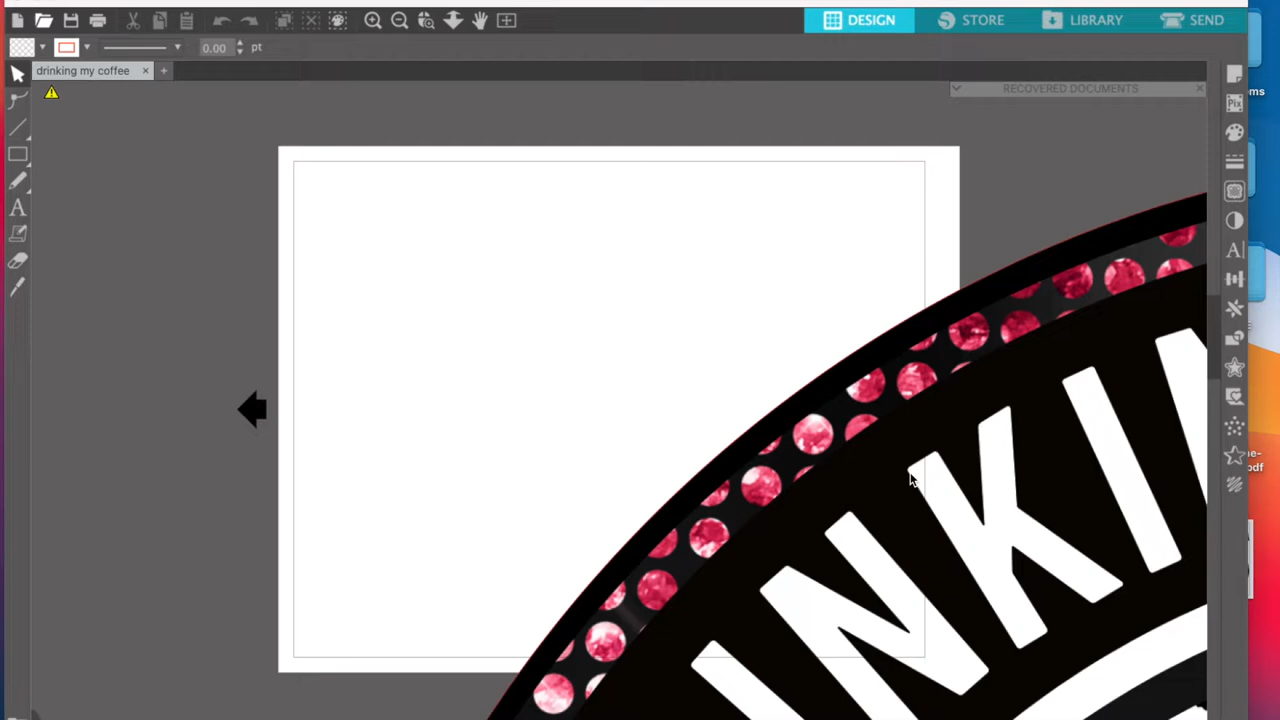 DESIGN
STORE
LIBRARY
SEND
0.00 pt
drinking my coffee
RECOVERED DOCUMENTS
INKI